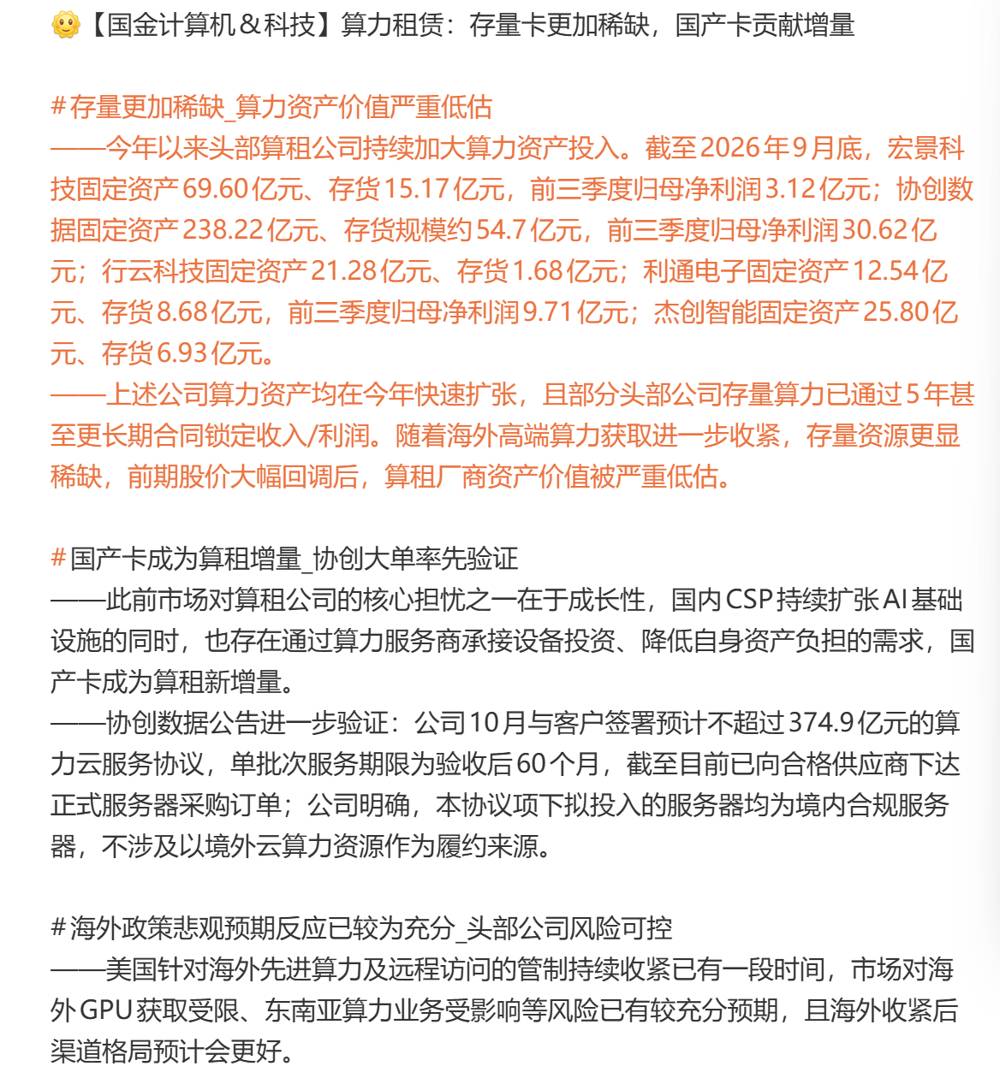 🌞【国金计算机＆科技】算力租赁：存量卡更加稀缺，国产卡贡献增量
#存量更加稀缺_算力资产价值严重低估
——今年以来头部算租公司持续加大算力资产投入。截至2026年9月底，宏景科
技固定资产69.60亿元、存货15.17亿元，前三季度归母净利润3.12亿元；协创数
据固定资产238.22亿元、存货规模约54.7亿元，前三季度归母净利润30.62亿
元；行云科技固定资产21.28亿元、存货1.68亿元；利通电子固定资产12.54亿
元、存货8.68亿元，前三季度归母净利润9.71亿元；杰创智能固定资产25.80亿
元、存货6.93亿元。
——上述公司算力资产均在今年快速扩张，且部分头部公司存量算力已通过5年甚
至更长期合同锁定收入/利润。随着海外高端算力获取进一步收紧，存量资源更显
稀缺，前期股价大幅回调后，算租厂商资产价值被严重低估。
#国产卡成为算租增量_协创大单率先验证
——此前市场对算租公司的核心担忧之一在于成长性，国内CSP持续扩张AI基础
设施的同时，也存在通过算力服务商承接设备投资、降低自身资产负担的需求，国
产卡成为算租新增量。
——协创数据公告进一步验证：公司10月与客户签署预计不超过374.9亿元的算
力云服务协议，单批次服务期限为验收后60个月，截至目前已向合格供应商下达
正式服务器采购订单；公司明确，本协议项下拟投入的服务器均为境内合规服务
器，不涉及以境外云算力资源作为履约来源。
#海外政策悲观预期反应已较为充分_头部公司风险可控
——美国针对海外先进算力及远程访问的管制持续收紧已有一段时间，市场对海
外GPU获取受限、东南亚算力业务受影响等风险已有较充分预期，且海外收紧后
渠道格局预计会更好。